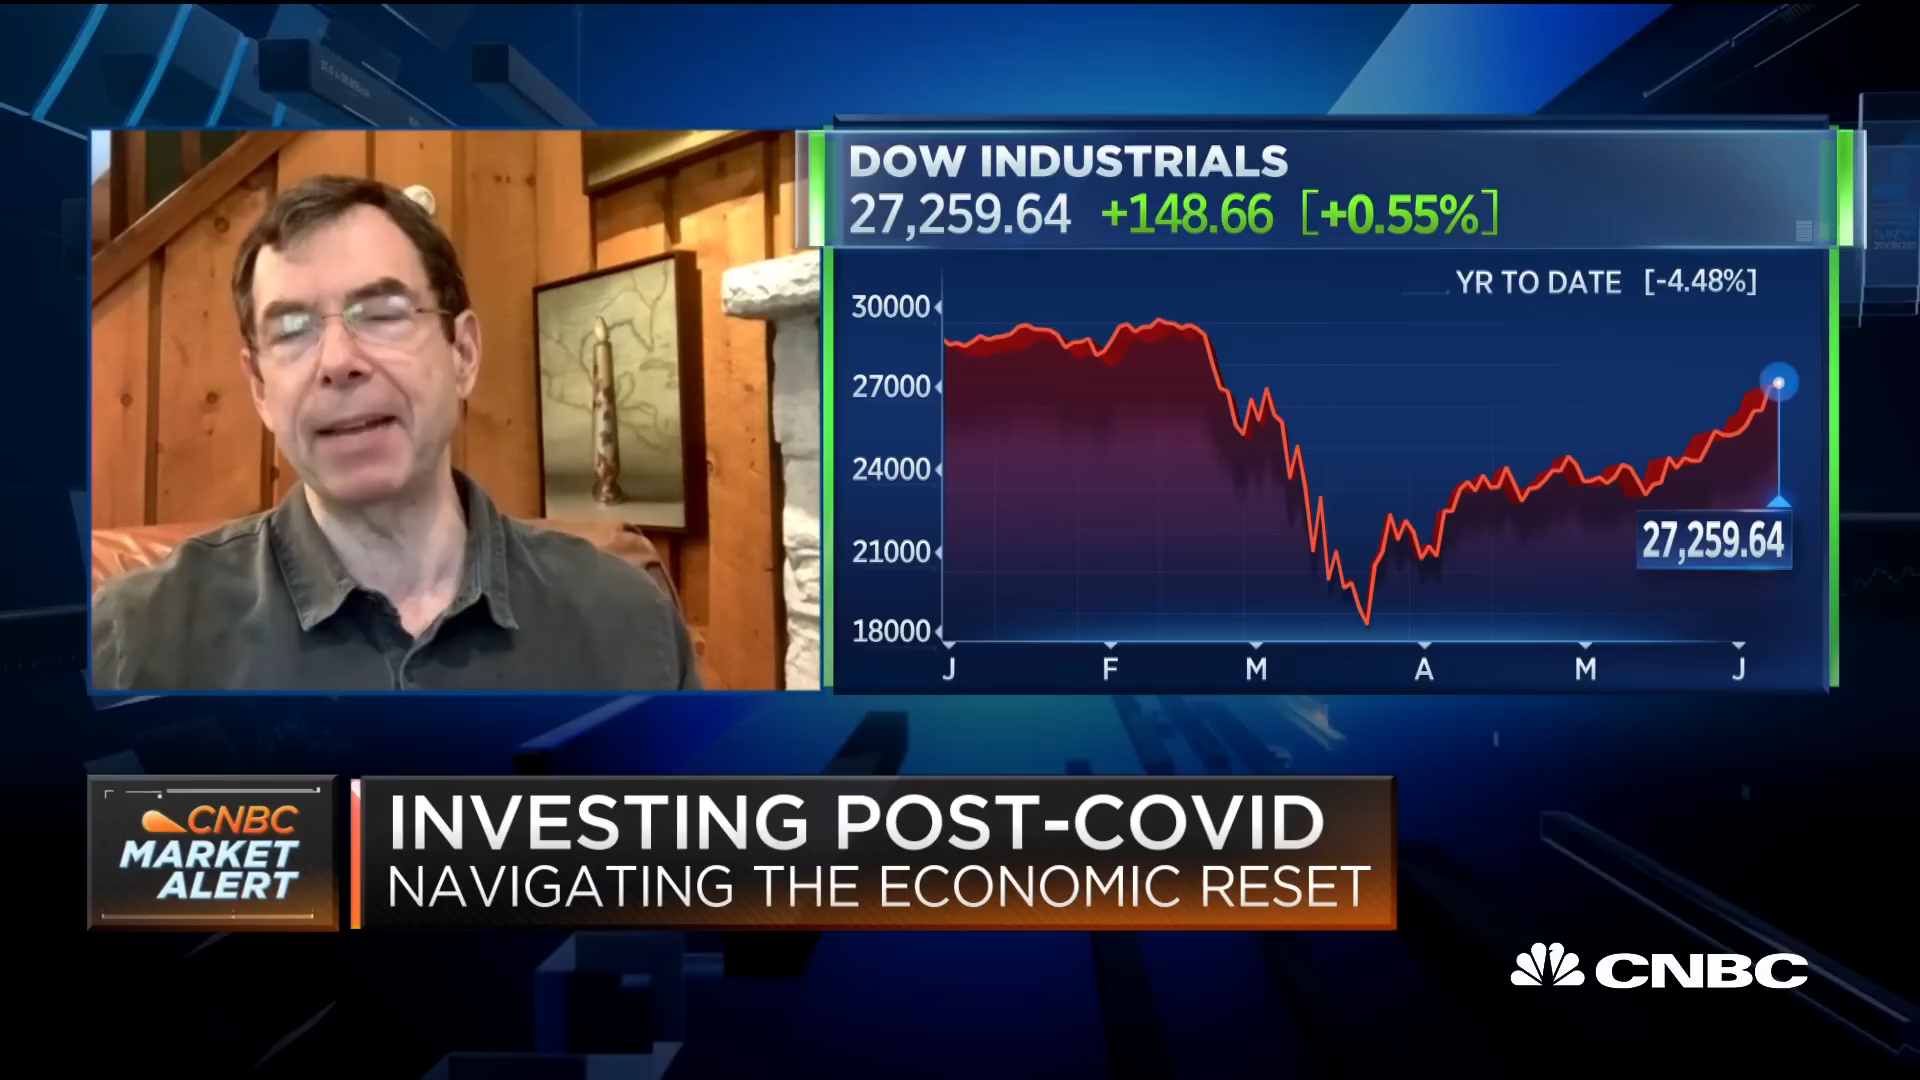 DOW INDUSTRIALS
27,259.64 +148.66 [+0.55%]
YR TO DATE [-4.48%]
30000
27000
24000
21000
18000
27,259.64
J F M A M J
CNBC
MARKET
ALERT
INVESTING POST-COVID
NAVIGATING THE ECONOMIC RESET
CNBC